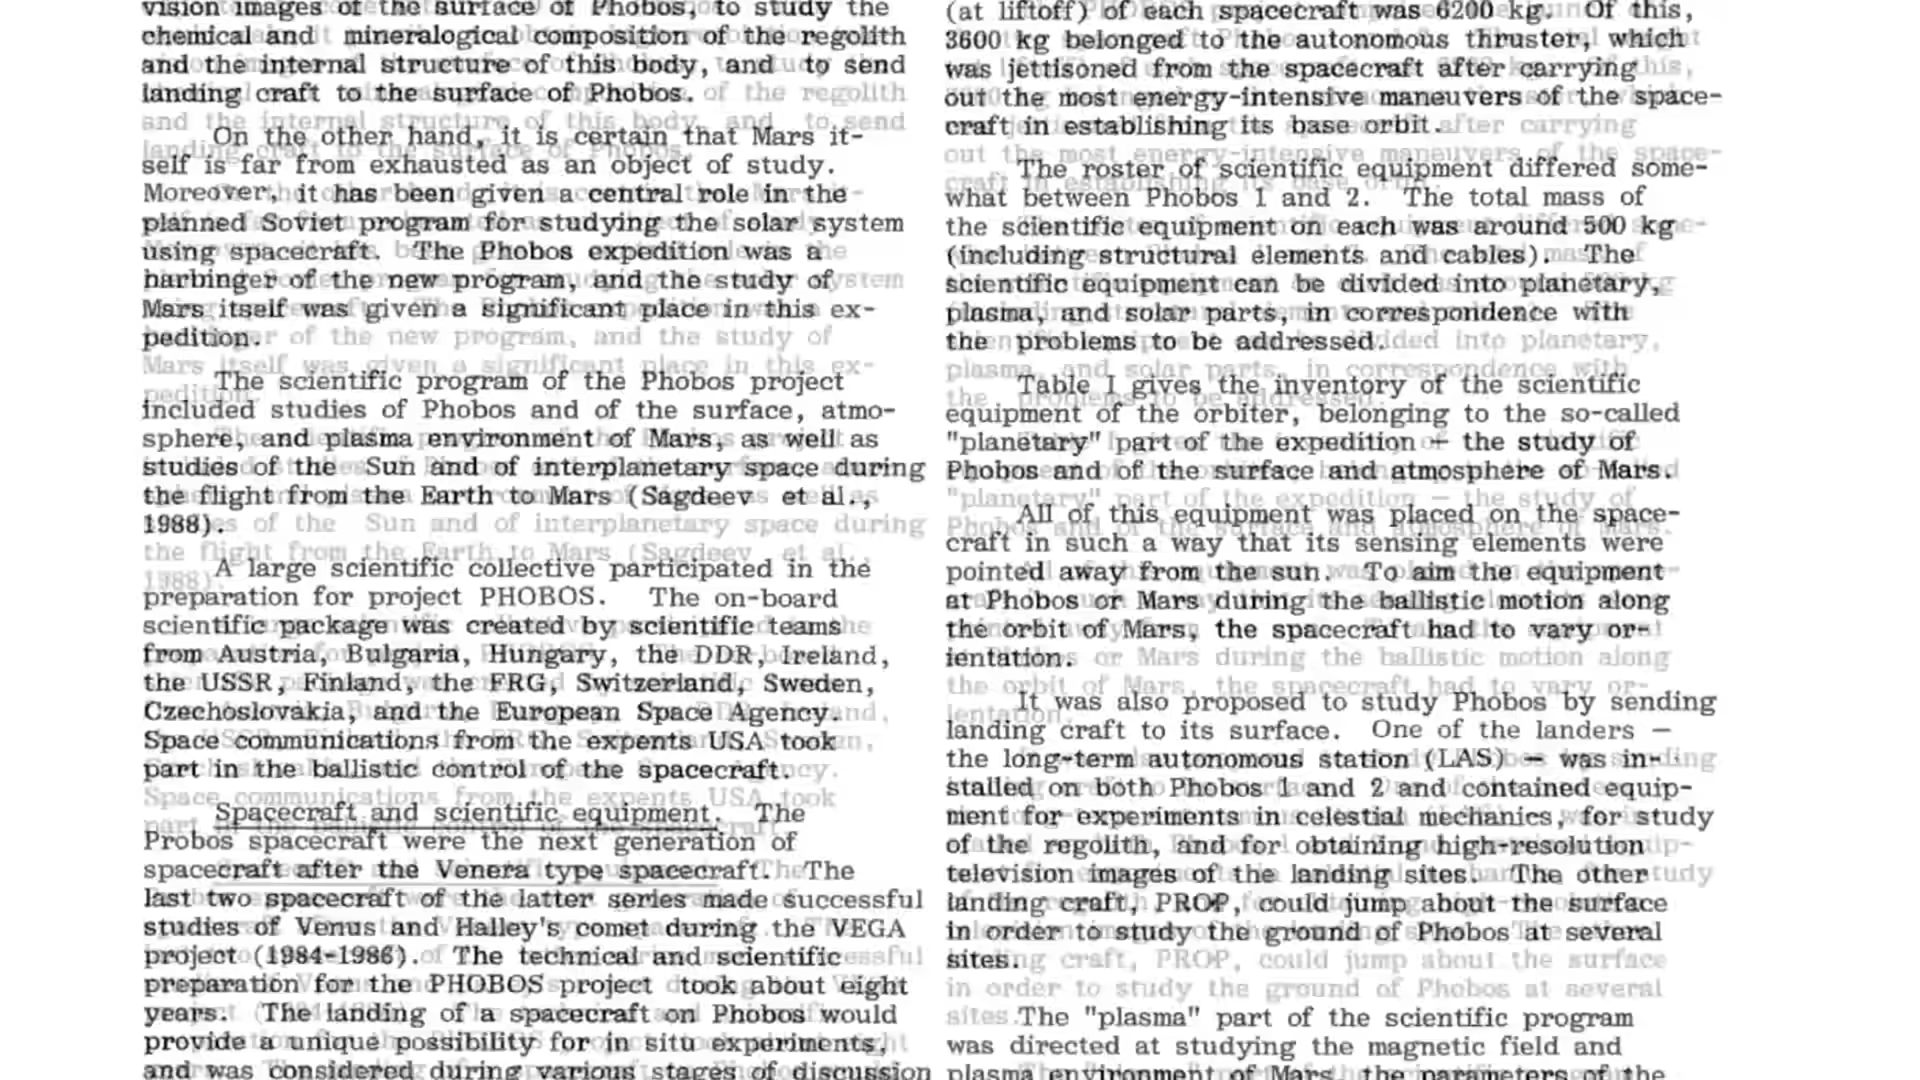 vision images of the surface of Phobos, to study the
chemical and mineralogical composition of the regolith
and the internal structure of this body, and to send
landing craft to the surface of Phobos.
On the other hand, it is certain that Mars it-
self is far from exhausted as an object of study.
Moreover, it has been given a central role in the
planned Soviet program for studying the solar system
using spacecraft. The Phobos expedition was a
harbinger of the new program, and the study of
Mars itself was given a significant place in this ex-
pedition.
The scientific program of the Phobos project
included studies of Phobos and of the surface, atmo-
sphere, and plasma environment of Mars, as well as
studies of the Sun and of interplanetary space during
the flight from the Earth to Mars (Sagdeev et al.,
1988).
A large scientific collective participated in the
preparation for project PHOBOS. The on-board
scientific package was created by scientific teams
from Austria, Bulgaria, Hungary, the DDR, Ireland,
the USSR, Finland, the FRG, Switzerland, Sweden,
Czechoslovakia, and the European Space Agency.
Space communications from the expents USA took
part in the ballistic control of the spacecraft.
Spacecraft and scientific equipment. The
Probos spacecraft were the next generation of
spacecraft after the Venera type spacecraft. The
last two spacecraft of the latter series made successful
studies of Venus and Halley's comet during the VEGA
project (1984-1986). The technical and scientific
preparation for the PHOBOS project took about eight
years. The landing of a spacecraft on Phobos would
provide a unique possibility for in situ experiments,
and was considered during various stages of discussion
(at liftoff) of each spacecraft was 6200 kg. Of this,
3600 kg belonged to the autonomous thruster, which
was jettisoned from the spacecraft after carrying
out the most energy-intensive maneuvers of the space-
craft in establishing its base orbit.
The roster of scientific equipment differed some-
what between Phobos 1 and 2. The total mass of
the scientific equipment on each was around 500 kg
(including structural elements and cables). The
scientific equipment can be divided into planetary,
plasma, and solar parts, in correspondence with
the problems to be addressed.
Table I gives the inventory of the scientific
equipment of the orbiter, belonging to the so-called
"planetary" part of the expedition — the study of
Phobos and of the surface and atmosphere of Mars.
All of this equipment was placed on the space-
craft in such a way that its sensing elements were
pointed away from the sun. To aim the equipment
at Phobos or Mars during the ballistic motion along
the orbit of Mars, the spacecraft had to vary or-
ientation.
It was also proposed to study Phobos by sending
landing craft to its surface. One of the landers —
the long-term autonomous station (LAS) — was in-
stalled on both Phobos 1 and 2 and contained equip-
ment for experiments in celestial mechanics, for study
of the regolith, and for obtaining high-resolution
television images of the landing sites. The other
landing craft, PROP, could jump about the surface
in order to study the ground of Phobos at several
sites.
The "plasma" part of the scientific program
was directed at studying the magnetic field and
plasma environment of Mars, the parameters of the